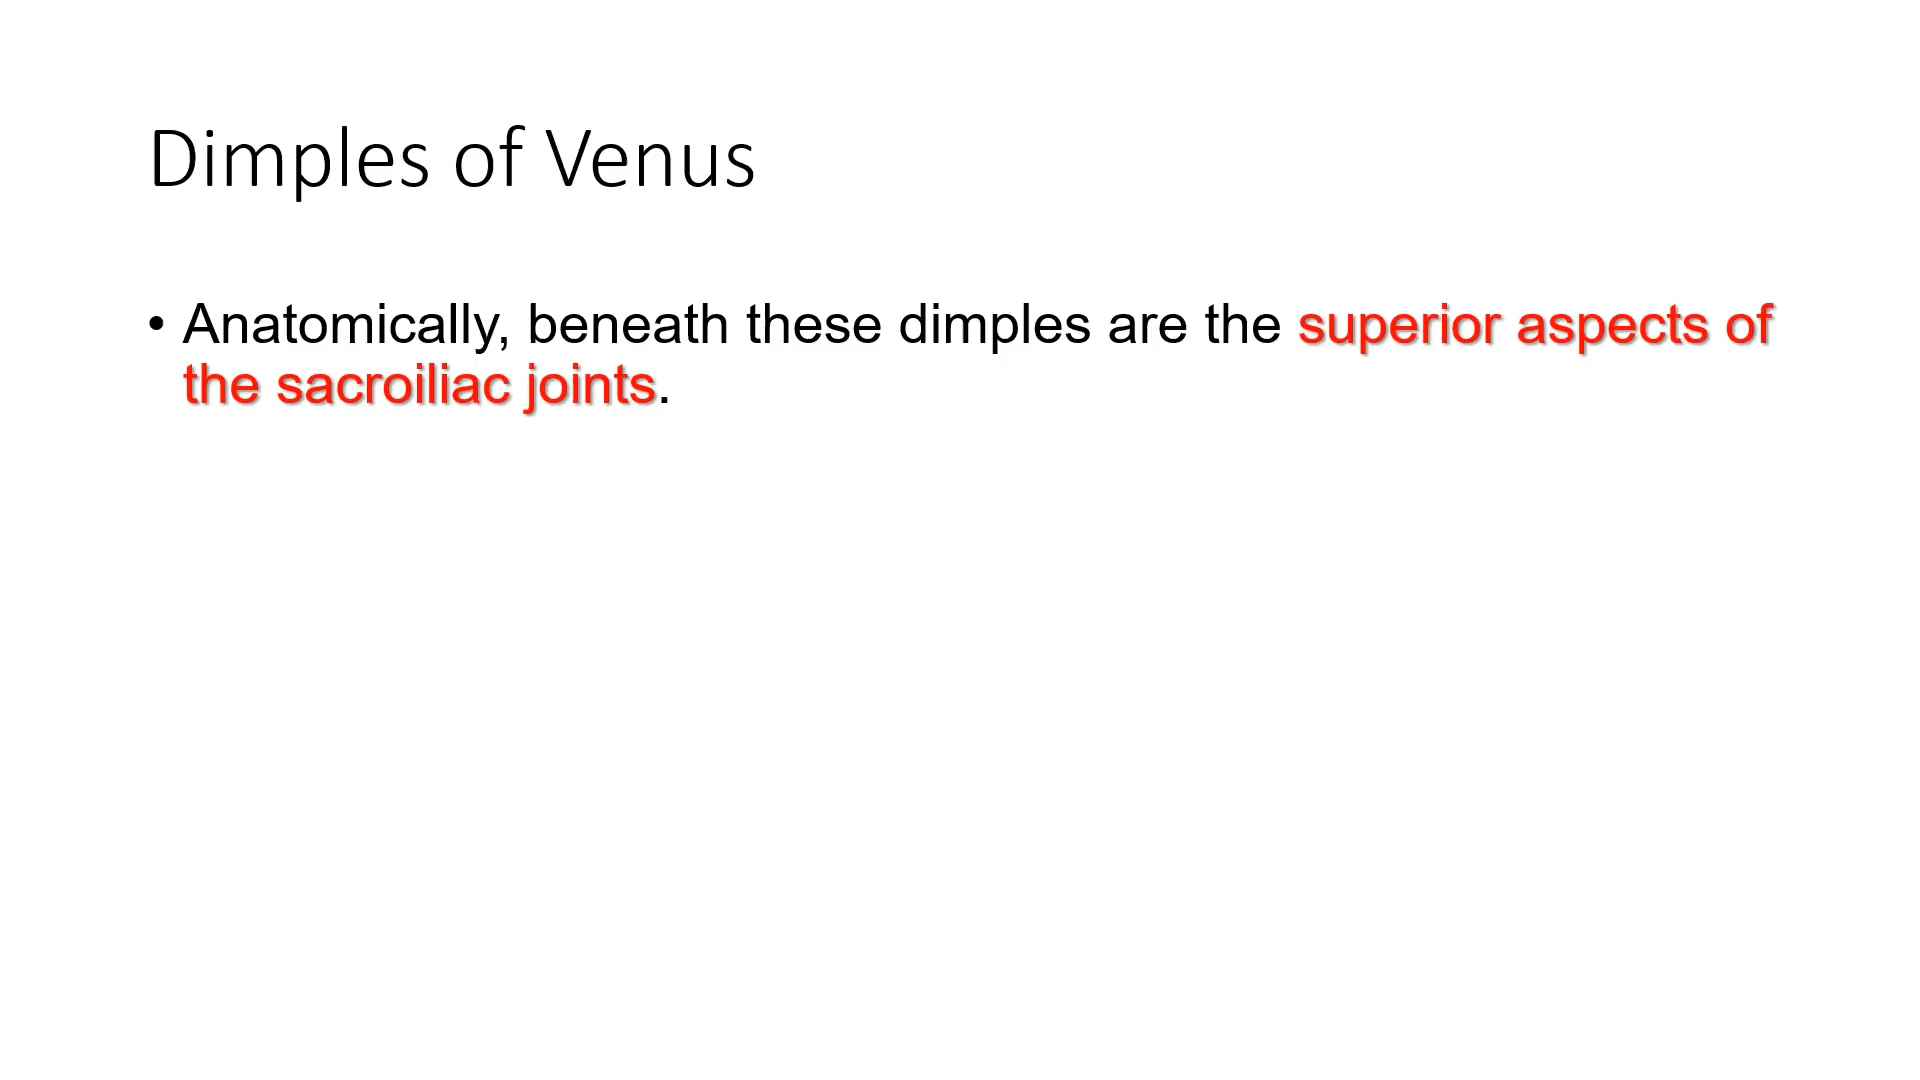 Dimples of Venus
• Anatomically, beneath these dimples are the superior aspects of
the sacroiliac joints.